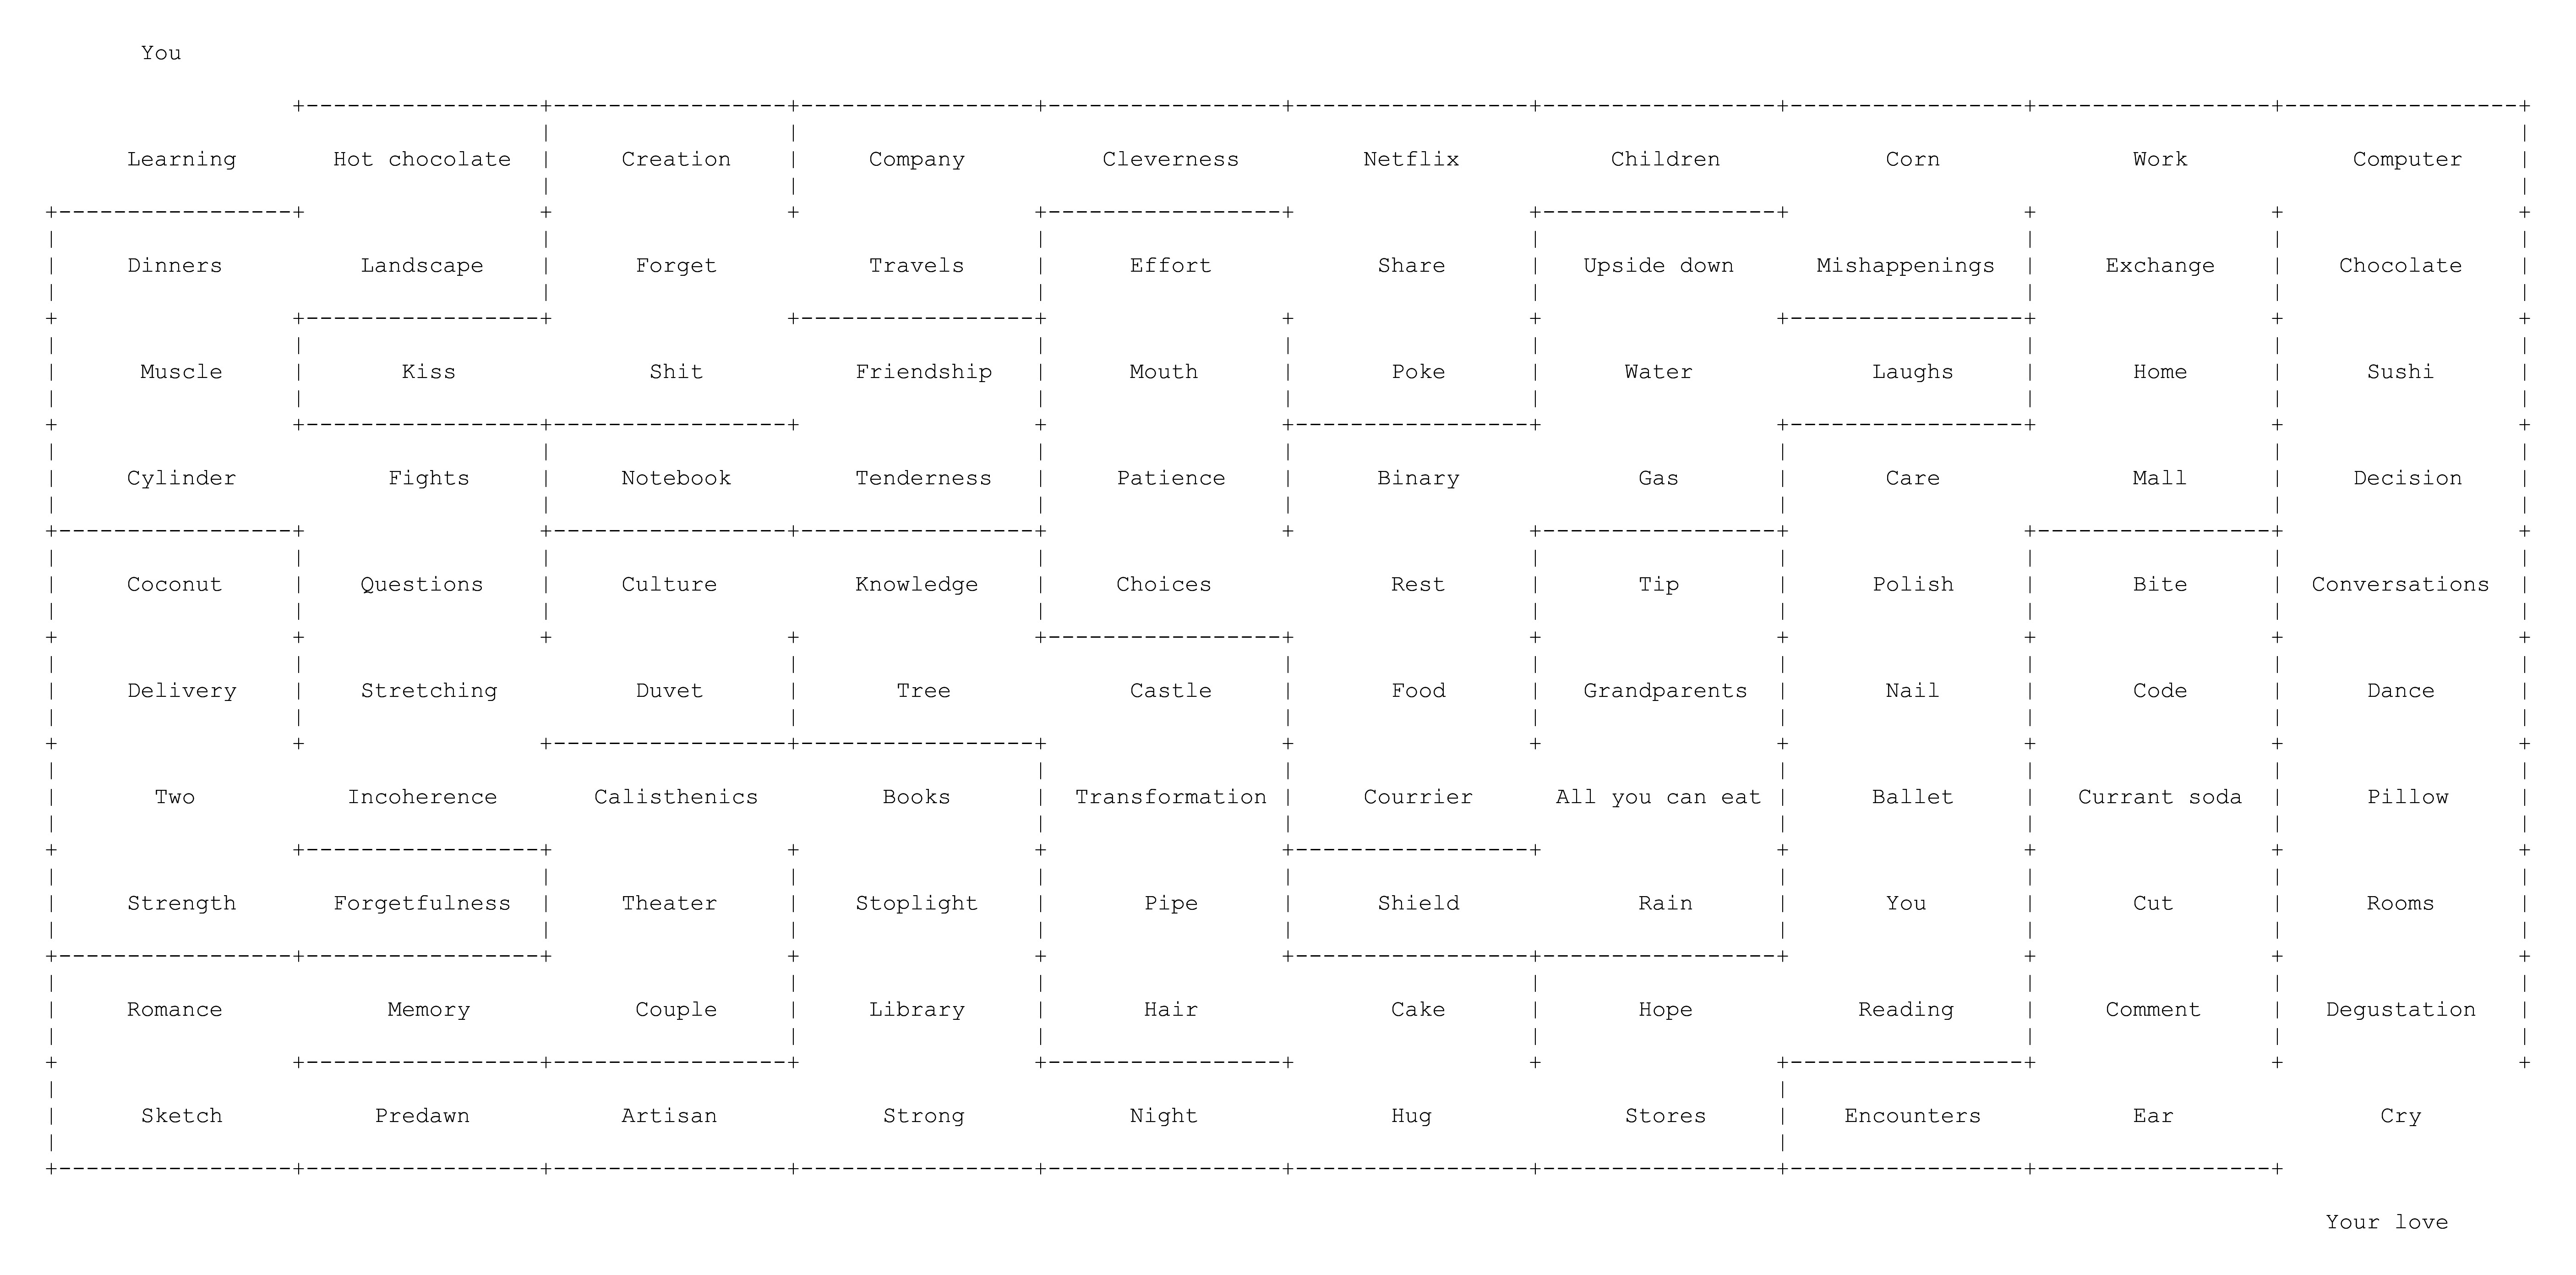 You
Learning Hot chocolate Creation Company Cleverness Netflix Children Corn Work Computer
Dinners Landscape Forget Travels Effort Share Upside down Mishappenings Exchange Chocolate
Muscle Kiss Shit Friendship Mouth Poke Water Laughs Home Sushi
Cylinder Fights Notebook Tenderness Patience Binary Gas Care Mall Decision
Coconut Questions Culture Knowledge Choices Rest Tip Polish Bite Conversations
Delivery Stretching Duvet Tree Castle Food Grandparents Nail Code Dance
Two Incoherence Calisthenics Books Transformation Courrier All you can eat Ballet Currant soda Pillow
Strength Forgetfulness Theater Stoplight Pipe Shield Rain You Cut Rooms
Romance Memory Couple Library Hair Cake Hope Reading Comment Degustation
Sketch Predawn Artisan Strong Night Hug Stores Encounters Ear Cry
Your love